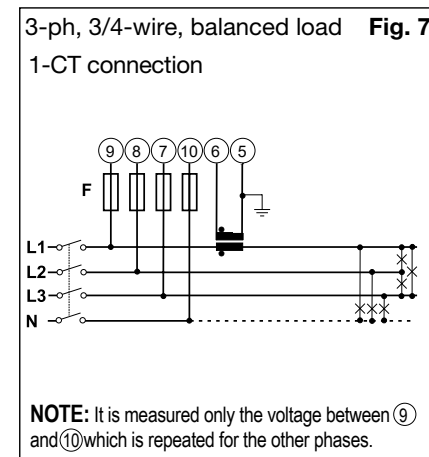 3-ph, 3/4-wire, balanced load Fig. 7
1-CT connection
9 8 7 10 6 5
F
L1
L2
L3
N
NOTE: It is measured only the voltage between 9
and 10 which is repeated for the other phases.